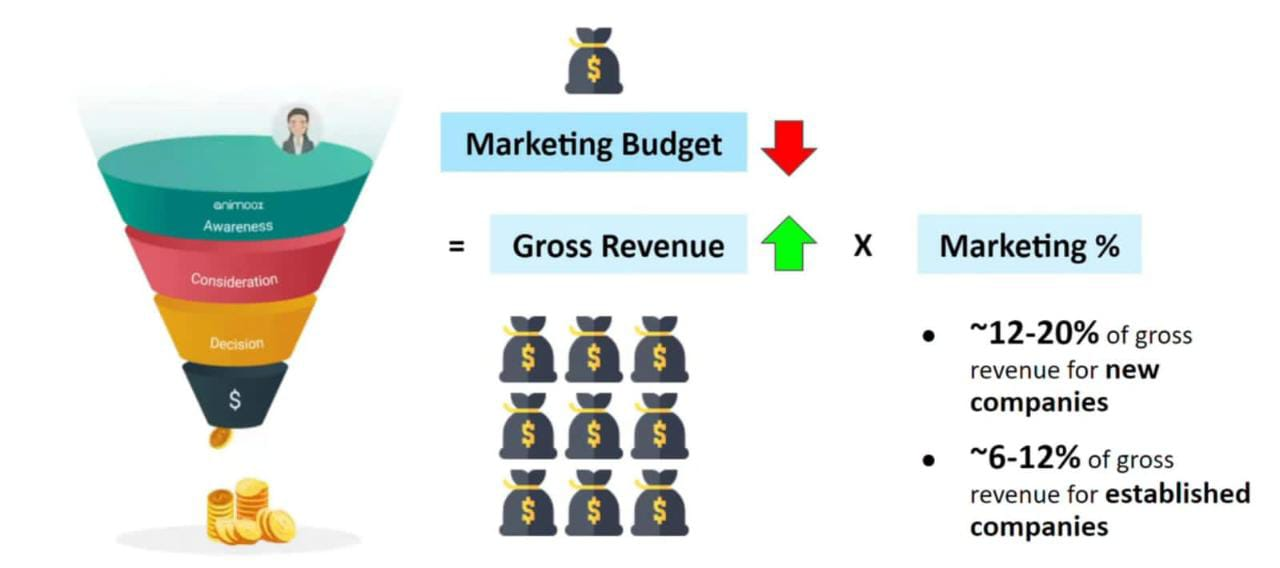 Marketing Budget
= Gross Revenue X Marketing %
animooz
Awareness
Consideration
Decision
$
● ~12-20% of gross
revenue for new
companies
● ~6-12% of gross
revenue for established
companies
$
$ $ $
$ $ $
$ $ $